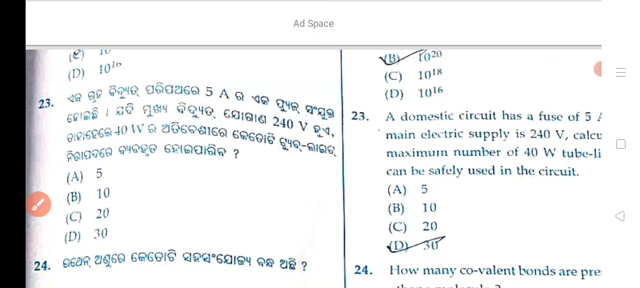 Ad Space
(C) 10
(D) 10¹⁶
23. ଏକ ଗୃହ ବିଦ୍ୟୁତ୍ ପରିପଥରେ 5 A ର ଏକ ଫ୍ୟୁଜ୍ ସଂଯୁକ୍ତ
ହୋଇଛି । ଯଦି ମୁଖ୍ୟ ବିଦ୍ୟୁତ୍ ଯୋଗାଣ 240 V ହୁଏ,
ତାହାହେଲେ 40 W ର ଅତିବେଶୀରେ କେତୋଟି ଟ୍ୟୁବ୍-ଲାଇଟ୍
ନିରାପଦରେ ବ୍ୟବହୃତ ହୋଇପାରିବ ?
(A) 5
(B) 10
(C) 20
(D) 30
24. ଇଥେନ୍ ଅଣୁରେ କେତୋଟି ସହସଂଯୋଜ୍ୟ ବନ୍ଧ ଅଛି ?
(B) 10²⁰
(C) 10¹⁸
(D) 10¹⁶
23. A domestic circuit has a fuse of 5
main electric supply is 240 V, calcu
maximum number of 40 W tube-li
can be safely used in the circuit.
(A) 5
(B) 10
(C) 20
(D) 30
24. How many co-valent bonds are pre